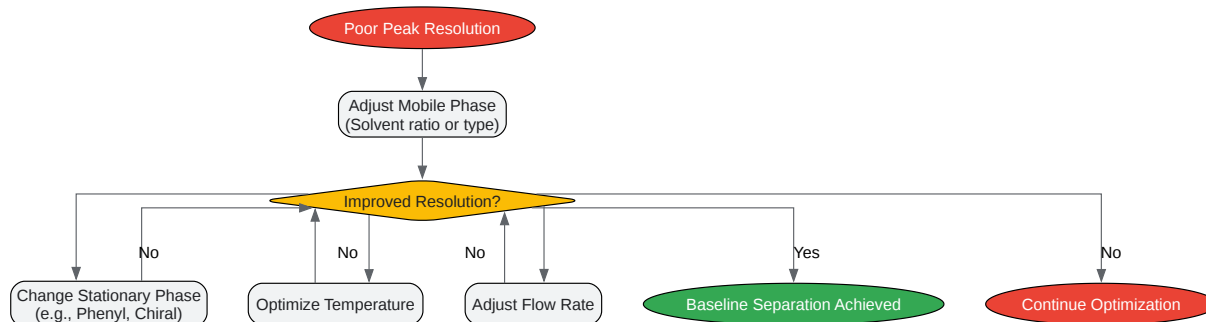 Poor Peak Resolution
Adjust Mobile Phase
(Solvent ratio or type)
Improved Resolution?
No
No
No
Yes
No
Change Stationary Phase
(e.g., Phenyl, Chiral)
Optimize Temperature
Adjust Flow Rate
Baseline Separation Achieved
Continue Optimization